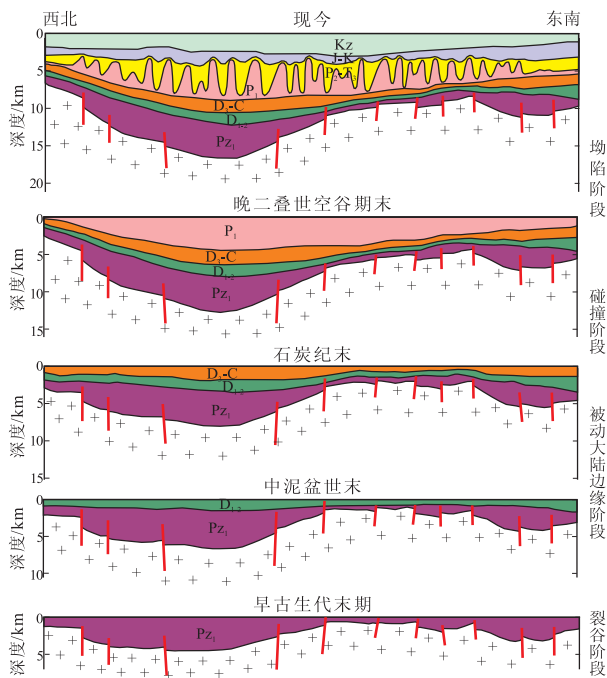 西北 现今 东南
0
5
10
15
20
深度/km
Kz
J-K
P₂-T₃
P₁
D₃-C
D₁₋₂
Pz₁
坳陷阶段
晚二叠世空谷期末
0
5
10
15
深度/km
P₁
D₃-C
D₁₋₂
Pz₁
碰撞阶段
石炭纪末
0
5
10
15
深度/km
D₃-C
D₁₋₂
Pz₁
被动大陆边缘阶段
中泥盆世末
0
5
10
深度/km
D₁₋₂
Pz₁
早古生代末期
0
5
深度/km
Pz₁
裂谷阶段